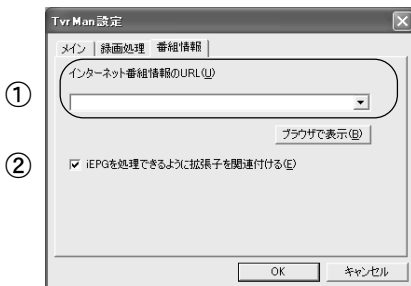 TvrMan設定
メイン 録画処理 番組情報
インターネット番組情報のURL(U)
①
ブラウザで表示(B)
②
iEPGを処理できるように拡張子を関連付ける(E)
OK キャンセル